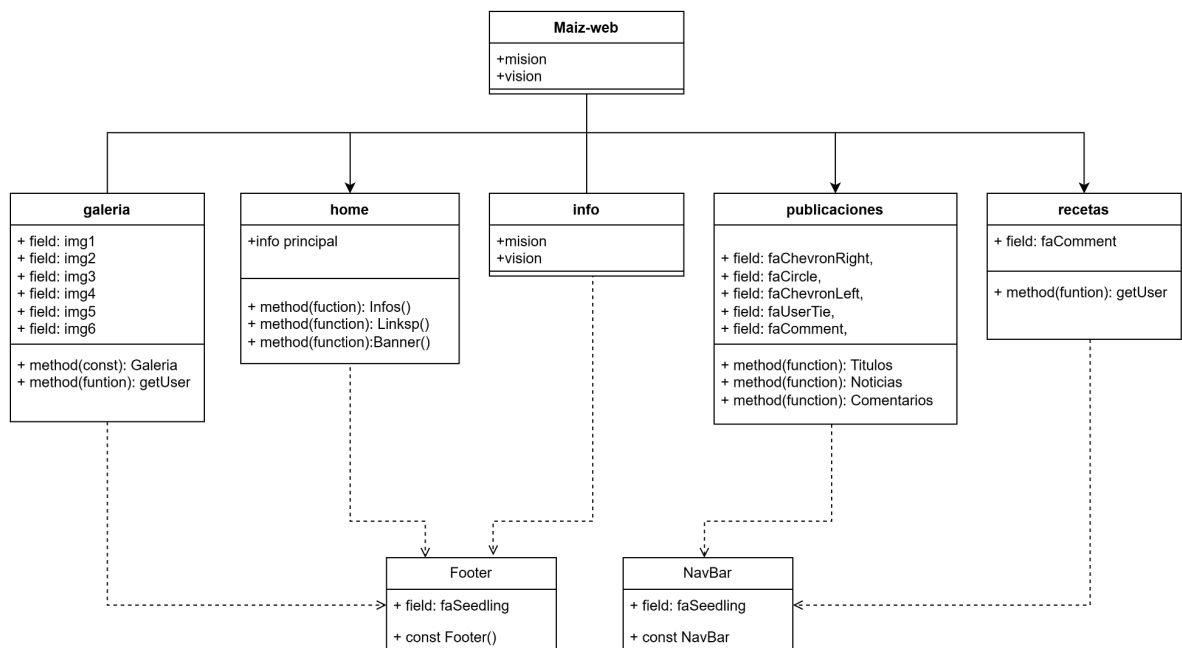 Maiz-web
+mision
+vision
galeria
+ field: img1
+ field: img2
+ field: img3
+ field: img4
+ field: img5
+ field: img6
+ method(const): Galeria
+ method(funtion): getUser
home
+info principal
+ method(fuction): Infos()
+ method(function): Linksp()
+ method(function):Banner()
info
+mision
+vision
publicaciones
+ field: faChevronRight,
+ field: faCircle,
+ field: faChevronLeft,
+ field: faUserTie,
+ field: faComment,
+ method(function): Titulos
+ method(function): Noticias
+ method(function): Comentarios
recetas
+ field: faComment
+ method(funtion): getUser
Footer
+ field: faSeedling
+ const Footer()
NavBar
+ field: faSeedling
+ const NavBar